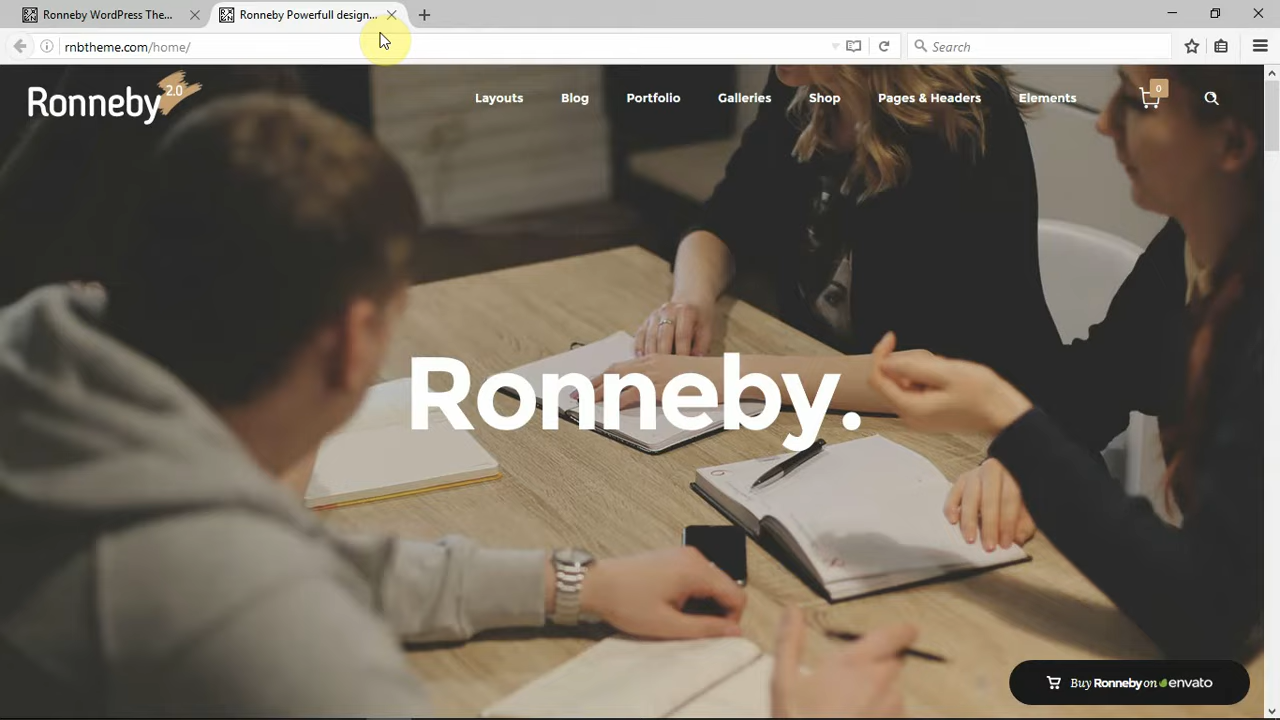 Ronneby WordPress The...
Ronneby Powerfull design...
rnbtheme.com/home/
Search
Ronneby 2.0
Layouts
Blog
Portfolio
Galleries
Shop
Pages & Headers
Elements
0
Ronneby.
Buy Ronneby on envato